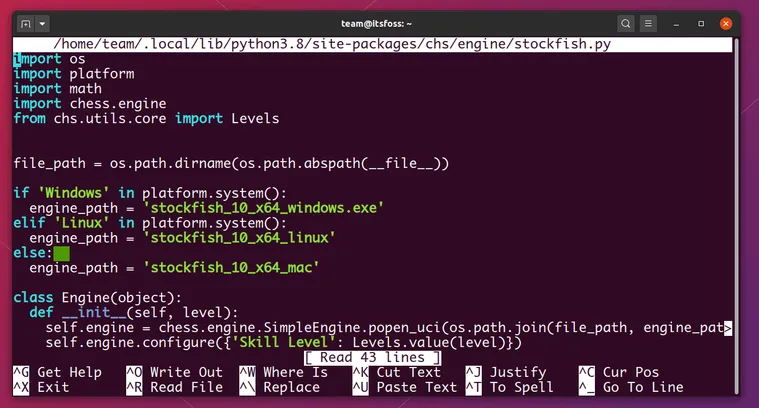 team@itsfoss: ~
/home/team/.local/lib/python3.8/site-packages/chs/engine/stockfish.py
import os
import platform
import math
import chess.engine
from chs.utils.core import Levels
file_path = os.path.dirname(os.path.abspath(__file__))
if 'Windows' in platform.system():
  engine_path = 'stockfish_10_x64_windows.exe'
elif 'Linux' in platform.system():
  engine_path = 'stockfish_10_x64_linux'
else:
  engine_path = 'stockfish_10_x64_mac'
class Engine(object):
  def __init__(self, level):
    self.engine = chess.engine.SimpleEngine.popen_uci(os.path.join(file_path, engine_pat>
    self.engine.configure({'Skill Level': Levels.value(level)})
[ Read 43 lines ]
^G Get Help ^O Write Out ^W Where Is ^K Cut Text ^J Justify ^C Cur Pos
^X Exit ^R Read File ^\ Replace ^U Paste Text ^T To Spell ^_ Go To Line